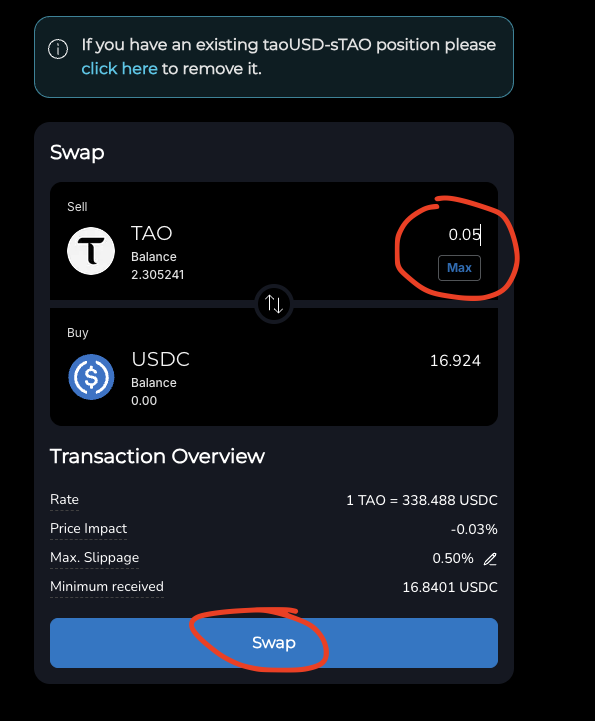 If you have an existing taoUSD-sTAO position please
click here to remove it.
Swap
Sell
TAO
0.05
Balance
2.305241
Max
Buy
USDC
16.924
Balance
0.00
Transaction Overview
Rate
1 TAO = 338.488 USDC
Price Impact
-0.03%
Max. Slippage
0.50%
Minimum received
16.8401 USDC
Swap